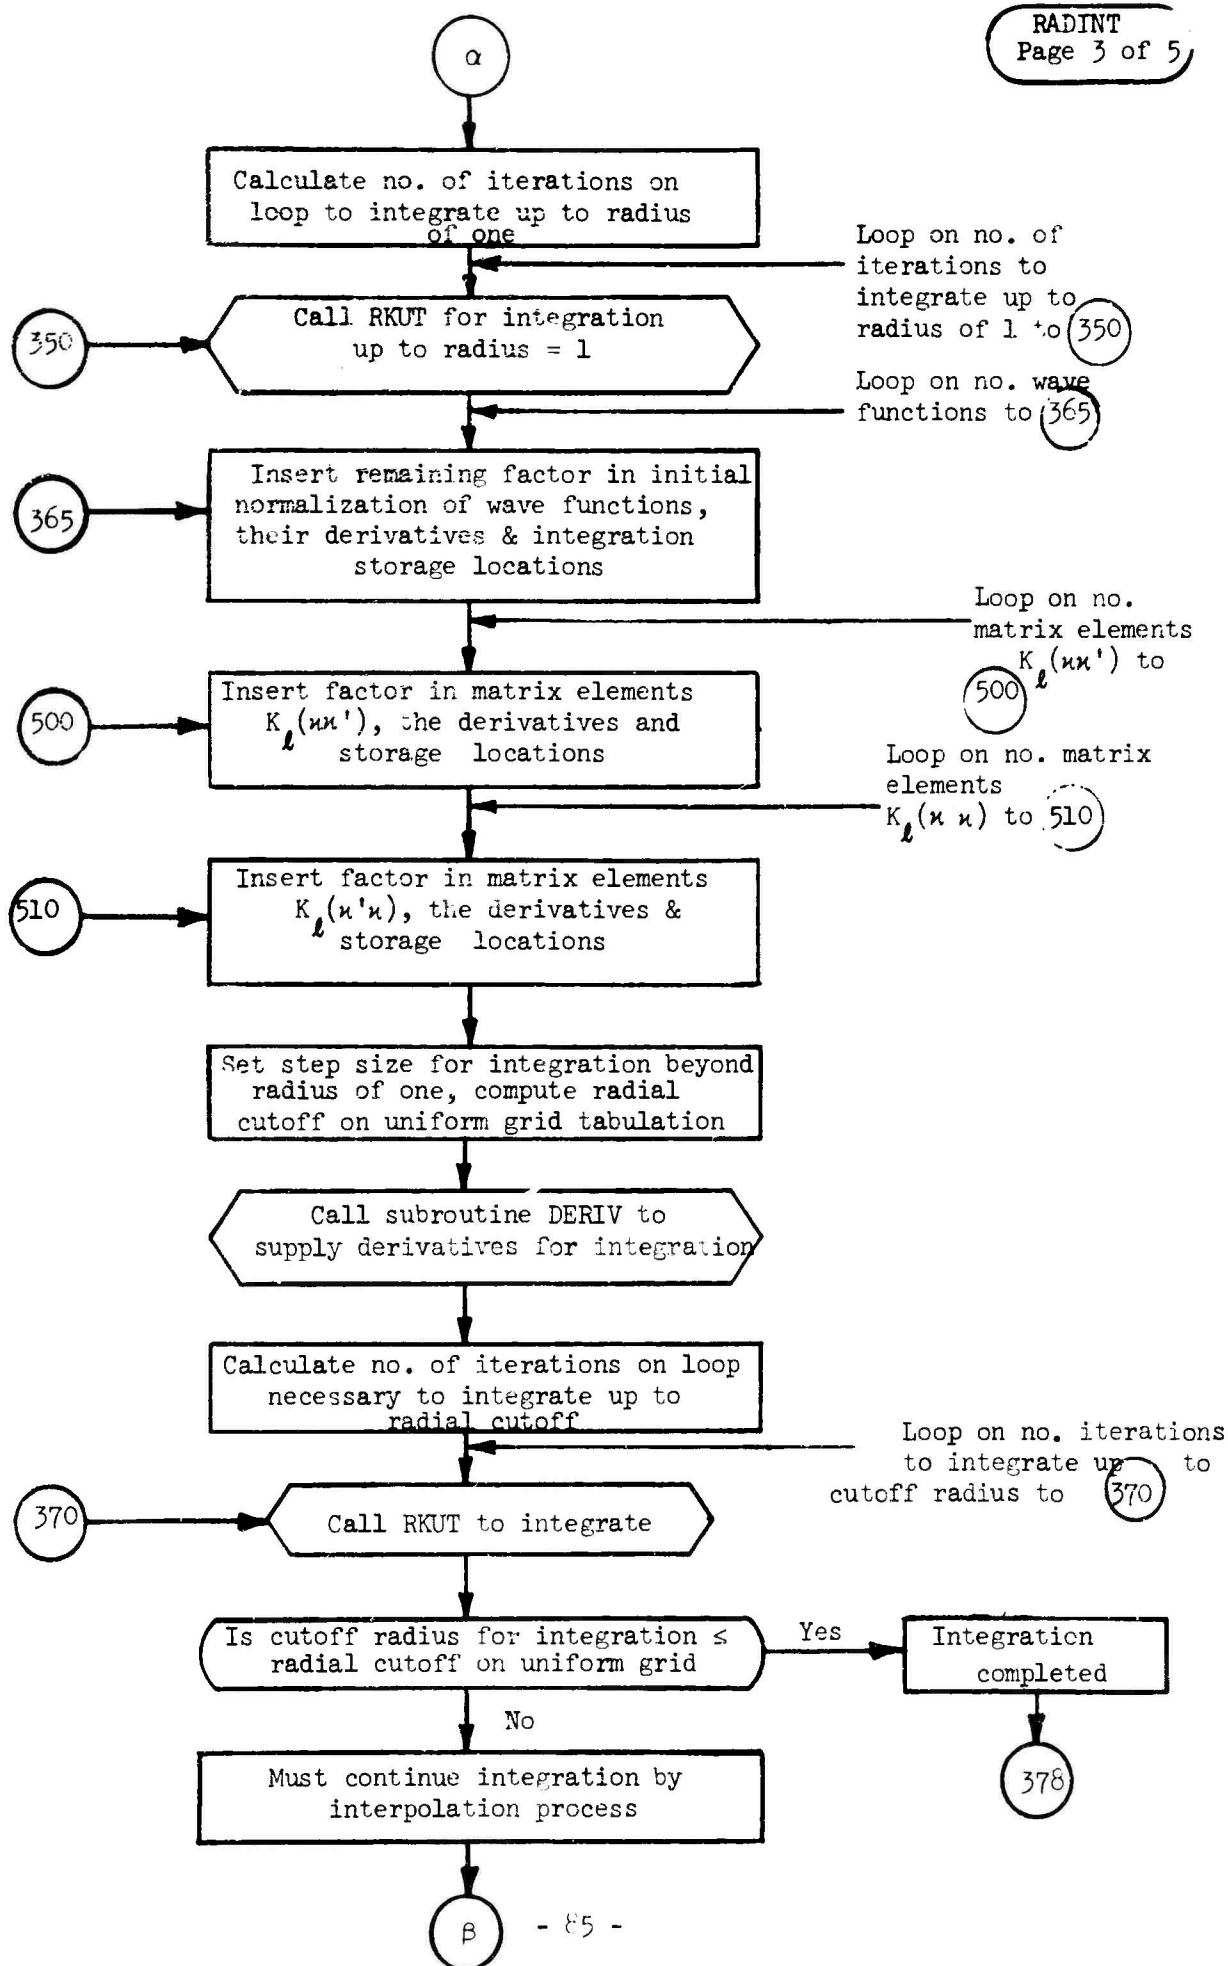 RADINT
Page 3 of 5
α
Calculate no. of iterations on
loop to integrate up to radius
of one
Loop on no. of
iterations to
integrate up to
radius of 1 to 350
350
Call RKUT for integration
up to radius = 1
Loop on no. wave
functions to 365
365
Insert remaining factor in initial
normalization of wave functions,
their derivatives & integration
storage locations
Loop on no.
matrix elements
K_ℓ(ϰϰ') to
500
500
Insert factor in matrix elements
K_ℓ(ϰϰ'), the derivatives and
storage locations
Loop on no. matrix
elements
K_ℓ(ϰ ϰ) to 510
510
Insert factor in matrix elements
K_ℓ(ϰ'ϰ), the derivatives &
storage locations
Set step size for integration beyond
radius of one, compute radial
cutoff on uniform grid tabulation
Call subroutine DERIV to
supply derivatives for integration
Calculate no. of iterations on loop
necessary to integrate up to
radial cutoff
Loop on no. iterations
to integrate up to
cutoff radius to 370
370
Call RKUT to integrate
Is cutoff radius for integration ≤
radial cutoff on uniform grid
Yes
Integration
completed
No
378
Must continue integration by
interpolation process
β
- 85 -